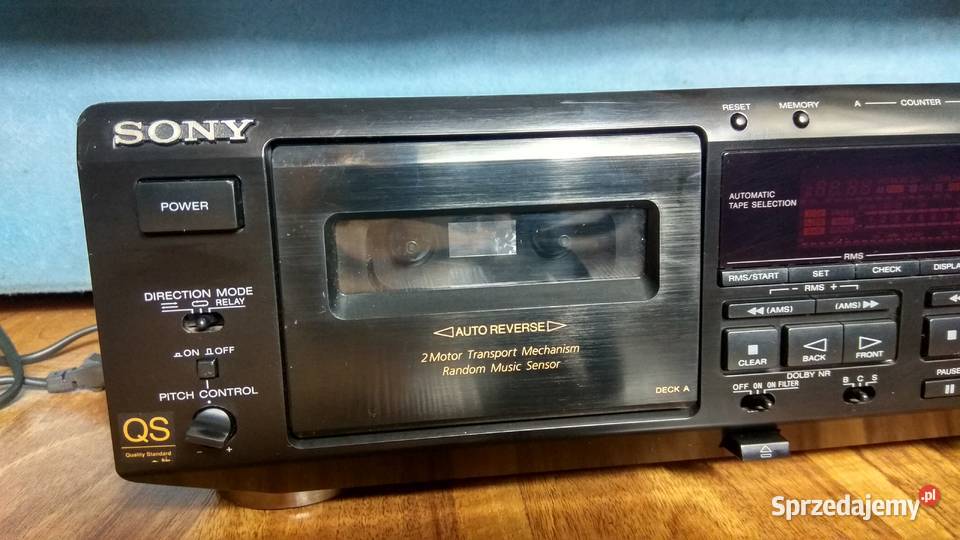 SONY
RESET MEMORY A COUNTER
POWER
AUTOMATIC
TAPE SELECTION
RMS
RMS/START SET CHECK DISPLA
− RMS +
◀◀ (AMS) (AMS) ▶▶ ◀◀
DIRECTION MODE
RELAY
ON OFF
PITCH CONTROL
− +
◁ AUTO REVERSE ▷
2 Motor Transport Mechanism
Random Music Sensor
DECK A
CLEAR BACK FRONT
DOLBY NR
OFF ON ON FILTER B C S
PAUSE
QS
Quality Standard
Sprzedajemy.pl